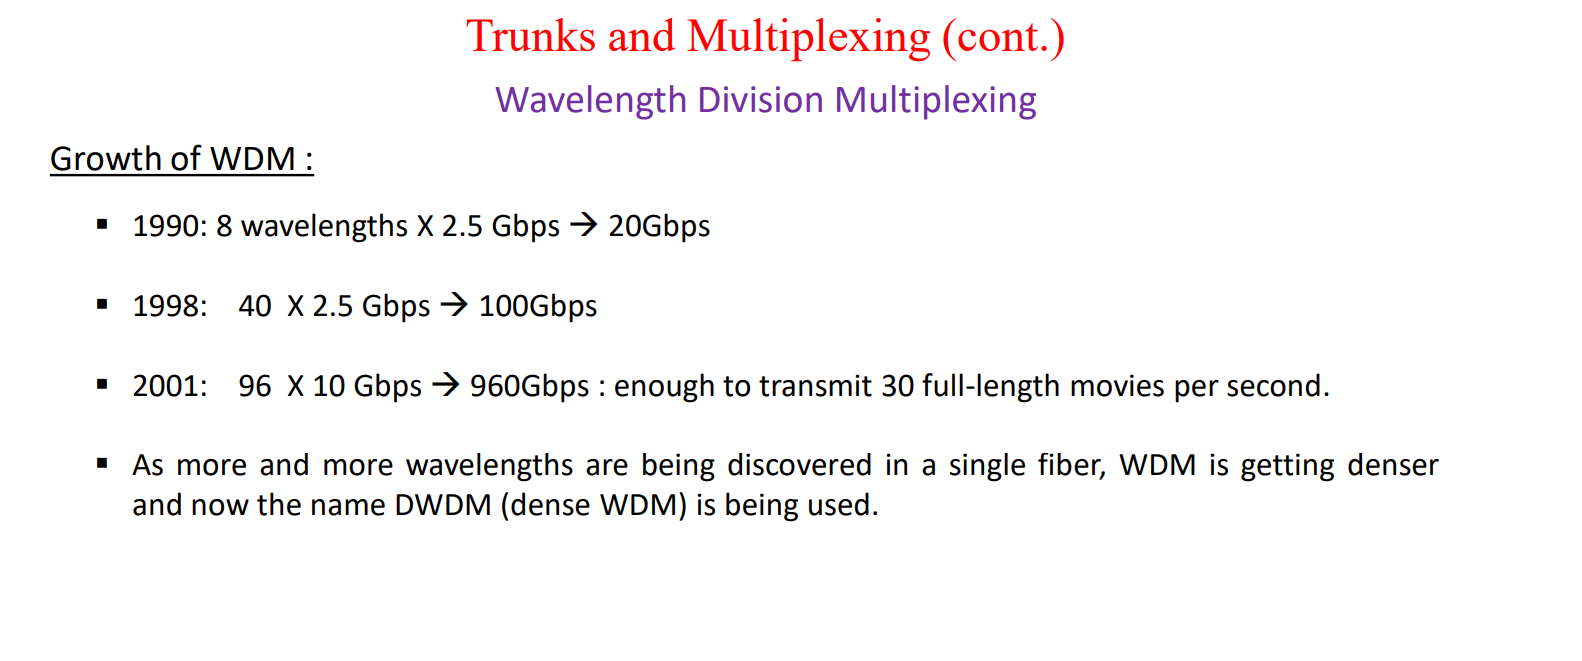 Trunks and Multiplexing (cont.)
Wavelength Division Multiplexing
Growth of WDM :
▪ 1990: 8 wavelengths X 2.5 Gbps → 20Gbps
▪ 1998: 40 X 2.5 Gbps → 100Gbps
▪ 2001: 96 X 10 Gbps → 960Gbps : enough to transmit 30 full-length movies per second.
▪ As more and more wavelengths are being discovered in a single fiber, WDM is getting denser
and now the name DWDM (dense WDM) is being used.